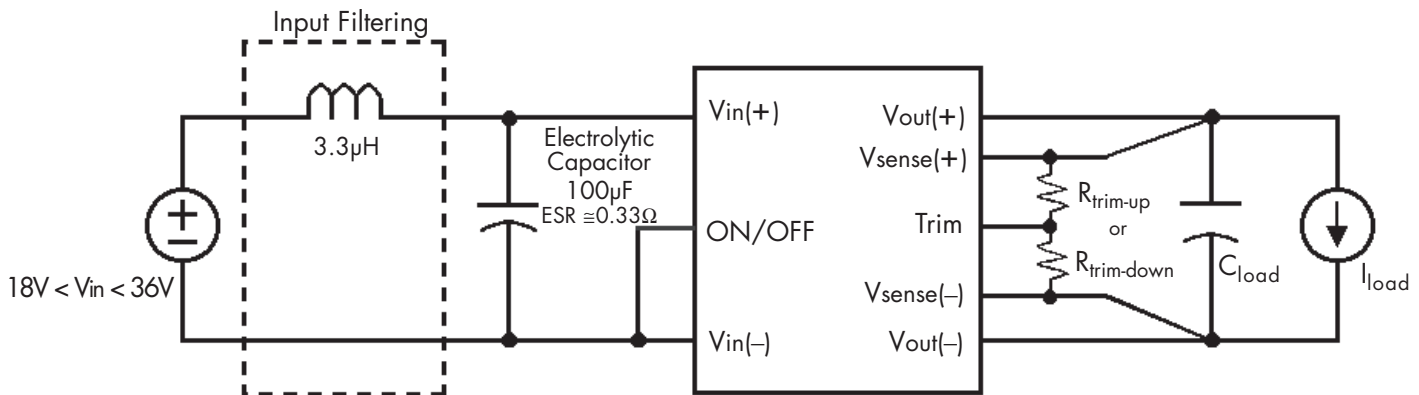 Input Filtering
3.3µH
Electrolytic
Capacitor
100µF
ESR ≅0.33Ω
18V < Vin < 36V
Vin(+)
ON/OFF
Vin(–)
Vout(+)
Vsense(+)
Trim
Vsense(–)
Vout(–)
Rtrim-up
or
Rtrim-down
Cload
Iload